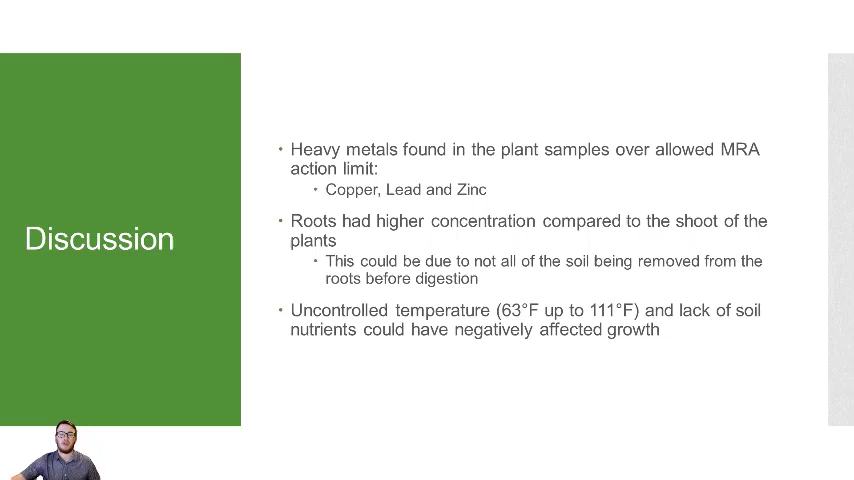 Discussion
Heavy metals found in the plant samples over allowed MRA
action limit:
Copper, Lead and Zinc
Roots had higher concentration compared to the shoot of the
plants
This could be due to not all of the soil being removed from the
roots before digestion
Uncontrolled temperature (63°F up to 111°F) and lack of soil
nutrients could have negatively affected growth